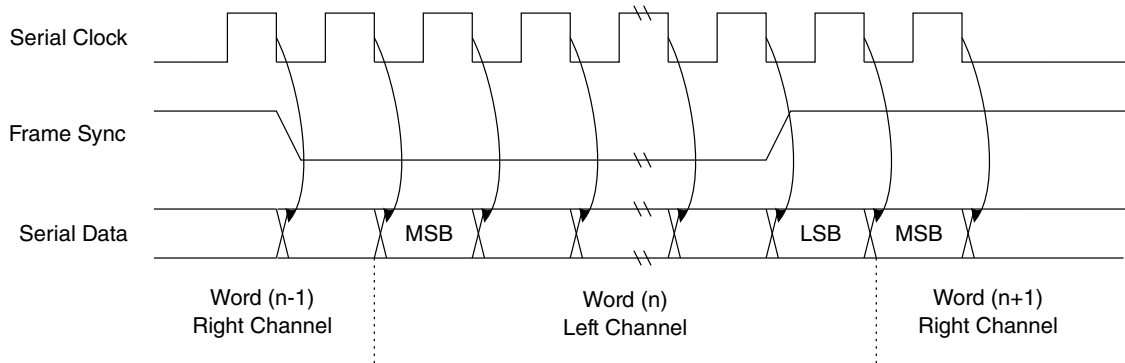 Serial Clock
Frame Sync
Serial Data
MSB
LSB
MSB
Word (n-1)
Right Channel
Word (n)
Left Channel
Word (n+1)
Right Channel